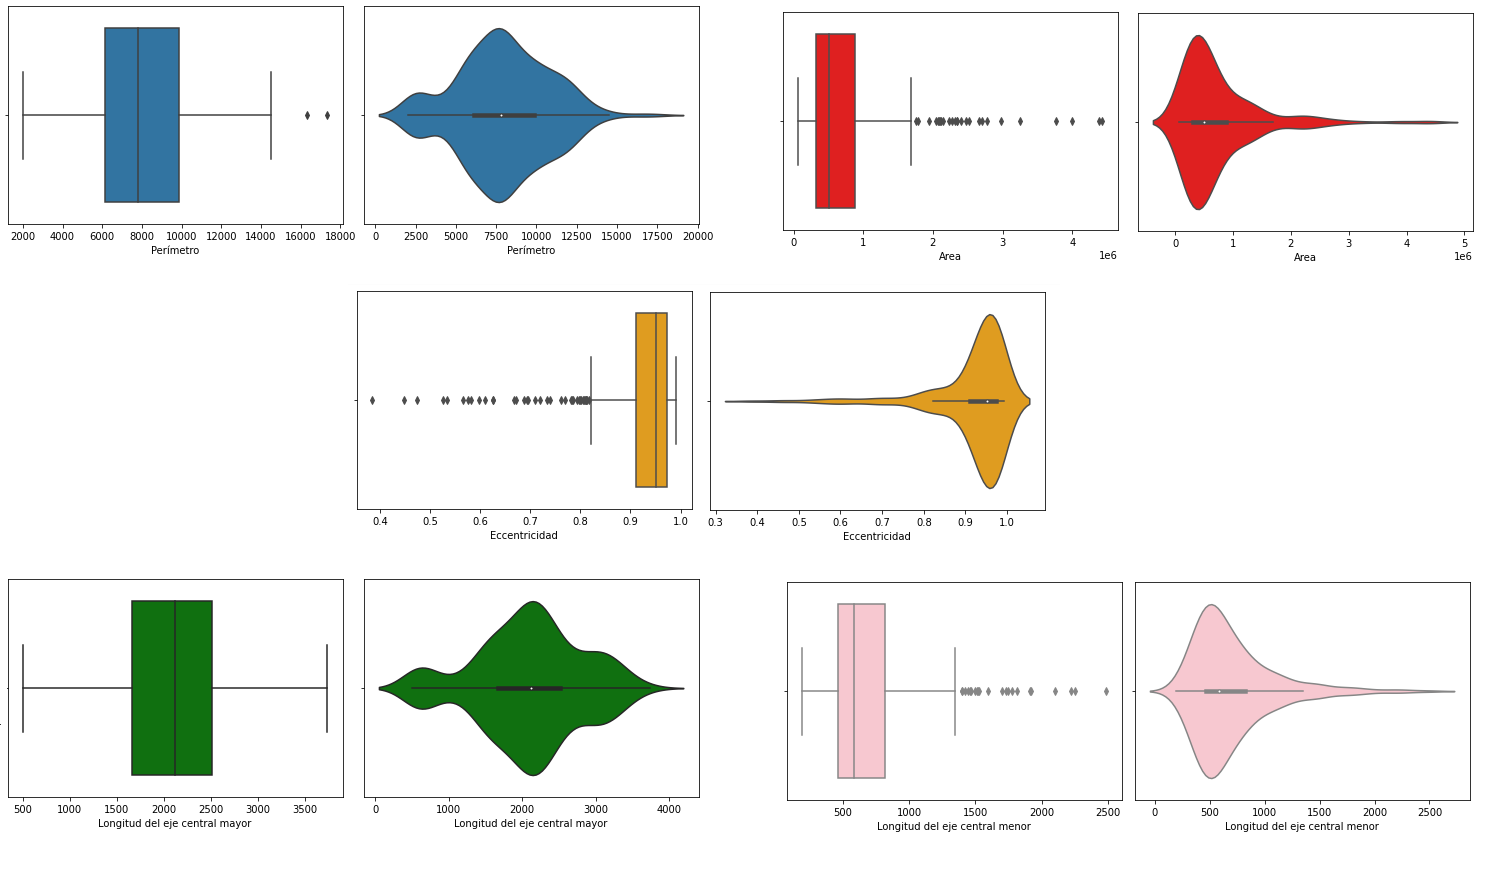 2000 4000 6000 8000 10000 12000 14000 16000 18000
Perímetro
0 2500 5000 7500 10000 12500 15000 17500 20000
Perímetro
0 1 2 3 4
1e6
Area
0 1 2 3 4 5
1e6
Area
0.4 0.5 0.6 0.7 0.8 0.9 1.0
Eccentricidad
0.3 0.4 0.5 0.6 0.7 0.8 0.9 1.0
Eccentricidad
500 1000 1500 2000 2500 3000 3500
Longitud del eje central mayor
0 1000 2000 3000 4000
Longitud del eje central mayor
500 1000 1500 2000 2500
Longitud del eje central menor
0 500 1000 1500 2000 2500
Longitud del eje central menor